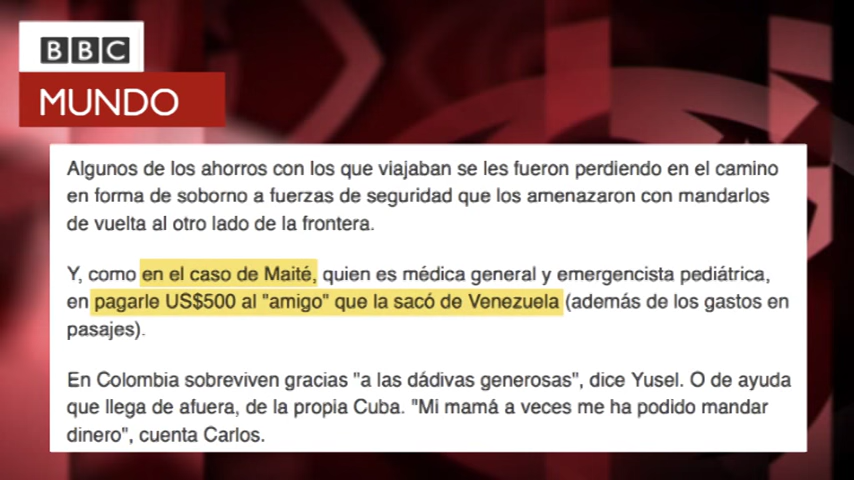 BBC
MUNDO
Algunos de los ahorros con los que viajaban se les fueron perdiendo en el camino
en forma de soborno a fuerzas de seguridad que los amenazaron con mandarlos
de vuelta al otro lado de la frontera.
Y, como en el caso de Maité, quien es médica general y emergencista pediátrica,
en pagarle US$500 al "amigo" que la sacó de Venezuela (además de los gastos en
pasajes).
En Colombia sobreviven gracias "a las dádivas generosas", dice Yusel. O de ayuda
que llega de afuera, de la propia Cuba. "Mi mamá a veces me ha podido mandar
dinero", cuenta Carlos.